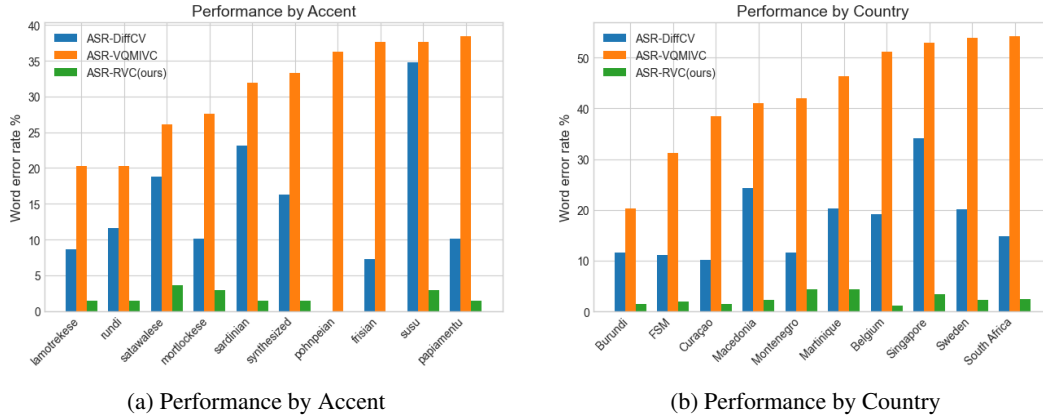 Performance by Accent
ASR-DiffCV
ASR-VQMIVC
ASR-RVC(ours)
Word error rate %
40
35
30
25
20
15
10
5
0
lamotrekese
rundi
satawalese
mortlockese
sardinian
synthesized
pohnpeian
frisian
susu
papiamentu
(a) Performance by Accent
Performance by Country
ASR-DiffCV
ASR-VQMIVC
ASR-RVC(ours)
Word error rate %
50
40
30
20
10
0
Burundi
FSM
Curaçao
Macedonia
Montenegro
Martinique
Belgium
Singapore
Sweden
South Africa
(b) Performance by Country